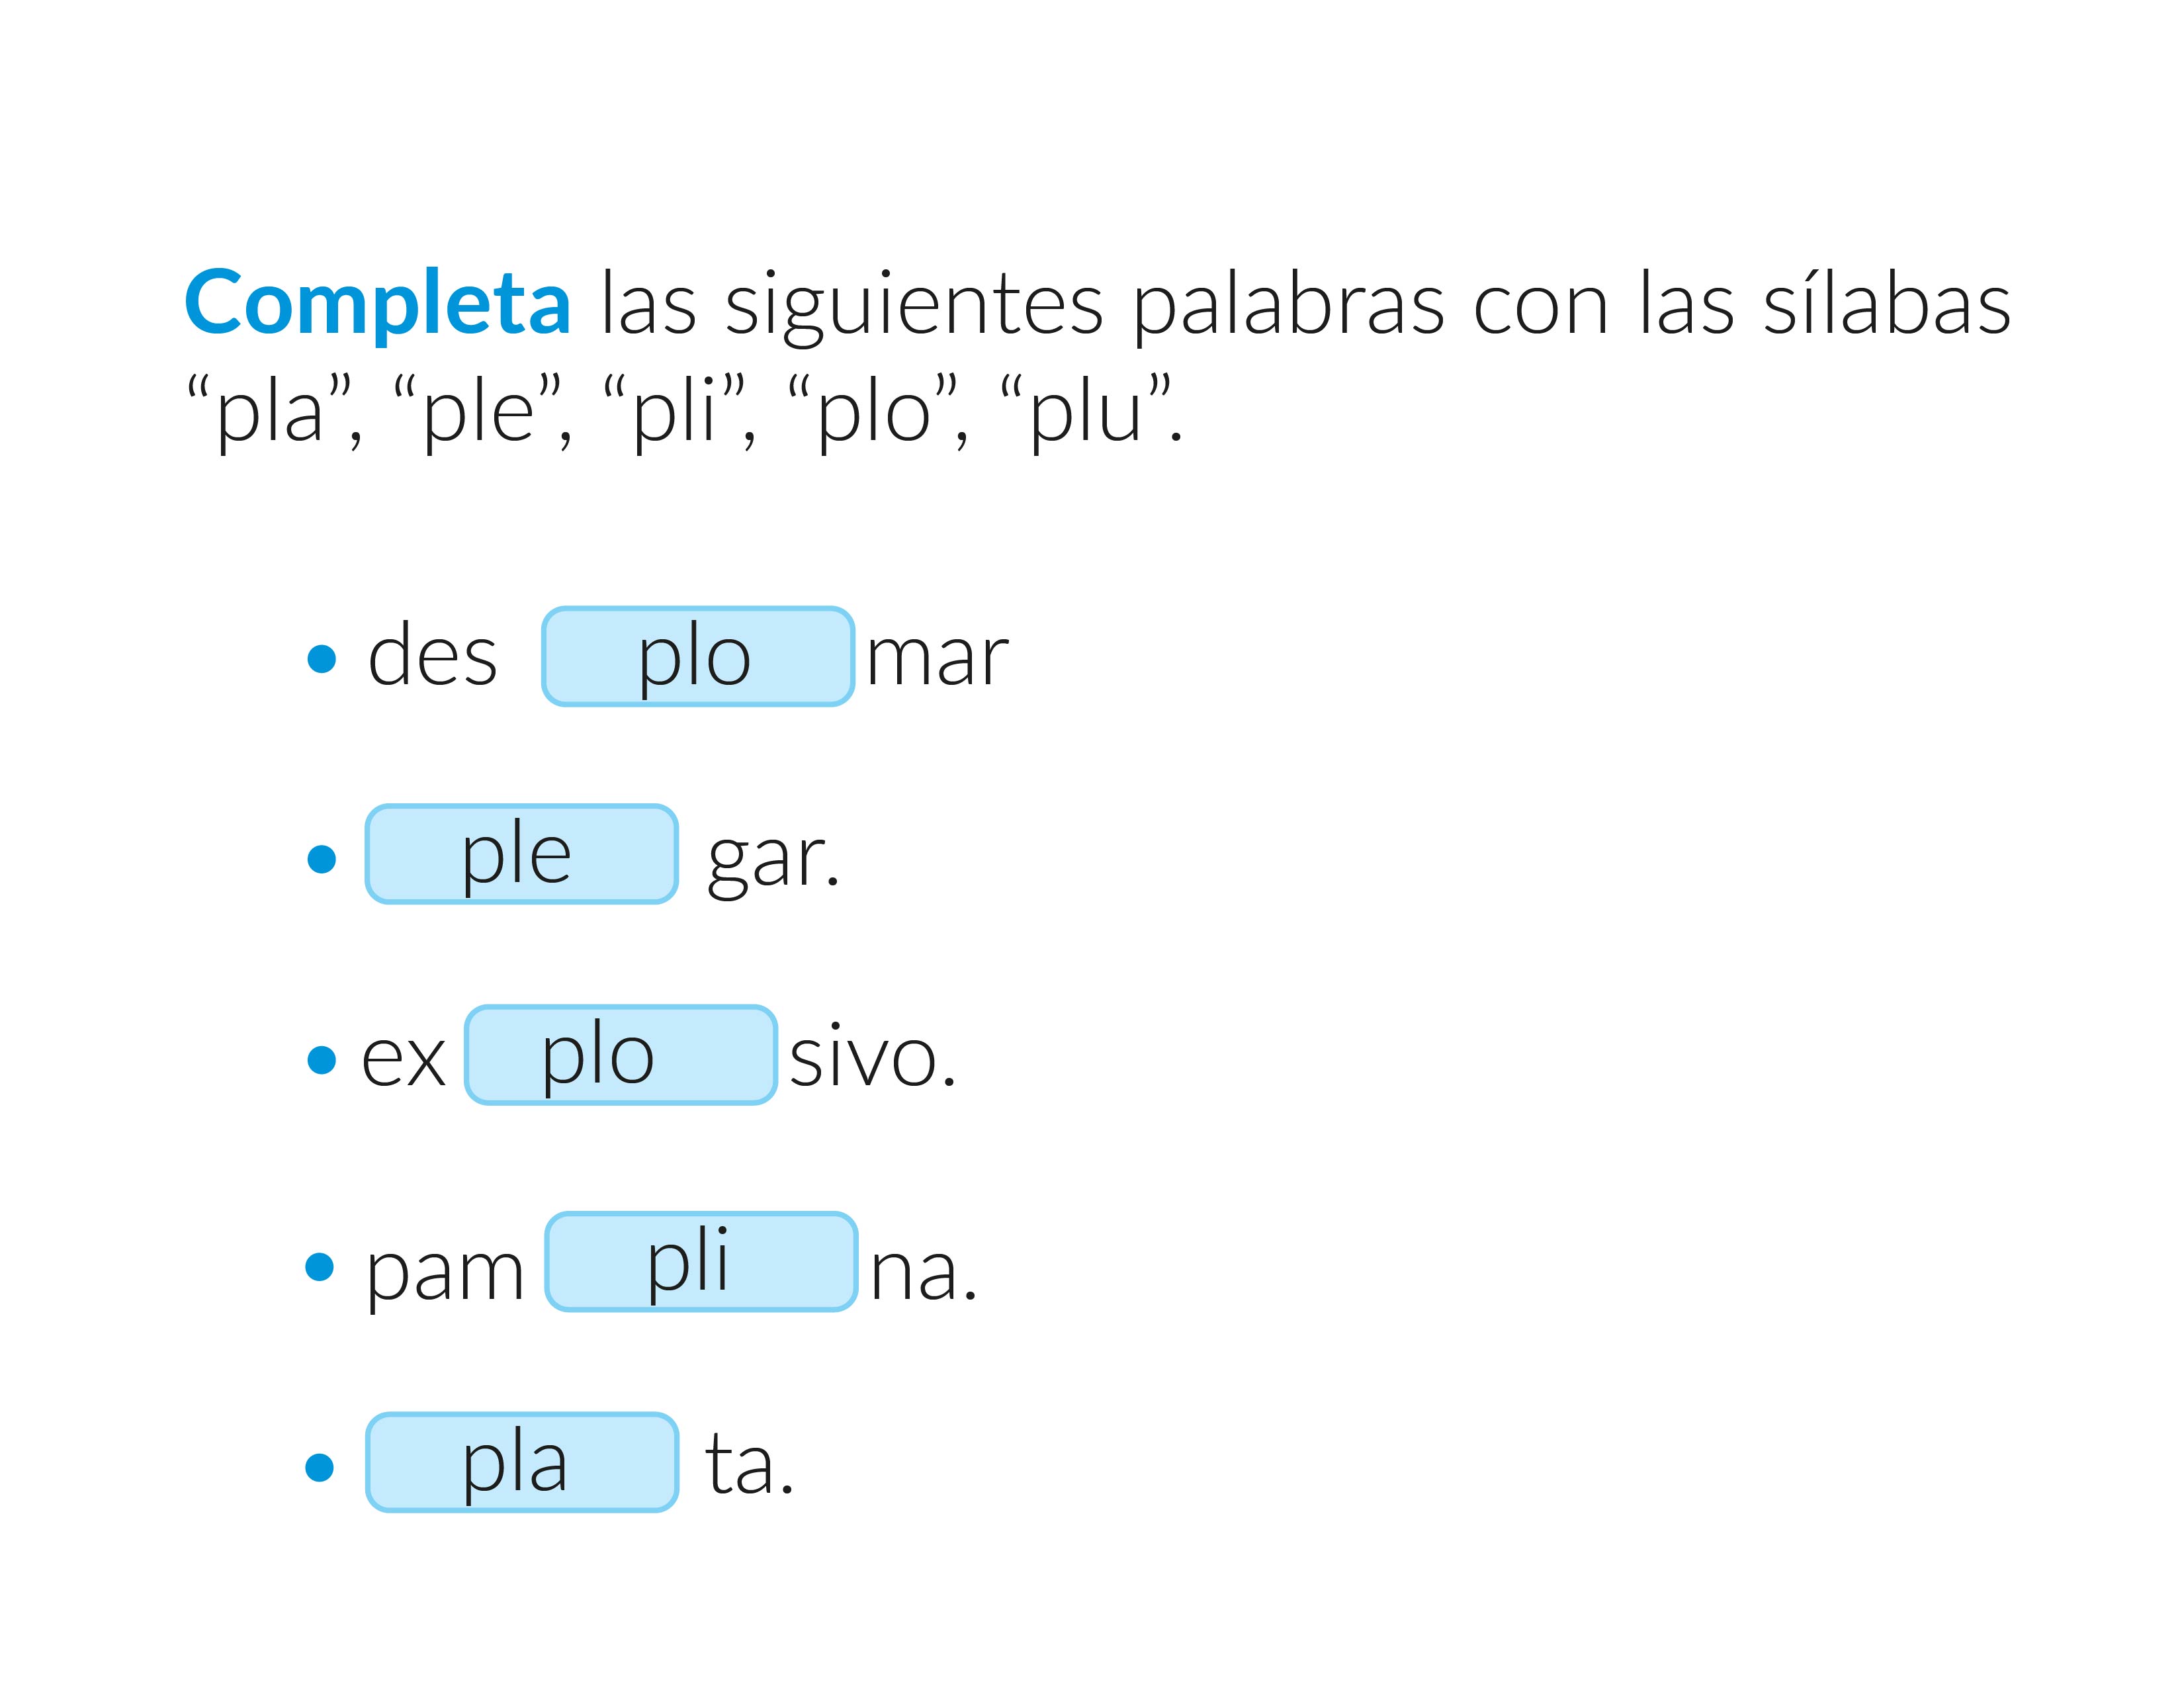 Completa las siguientes palabras con las sílabas
“pla”, “ple”, “pli”, “plo”, “plu”.
• des plo mar
• ple gar.
• ex plo sivo.
• pam pli na.
• pla ta.